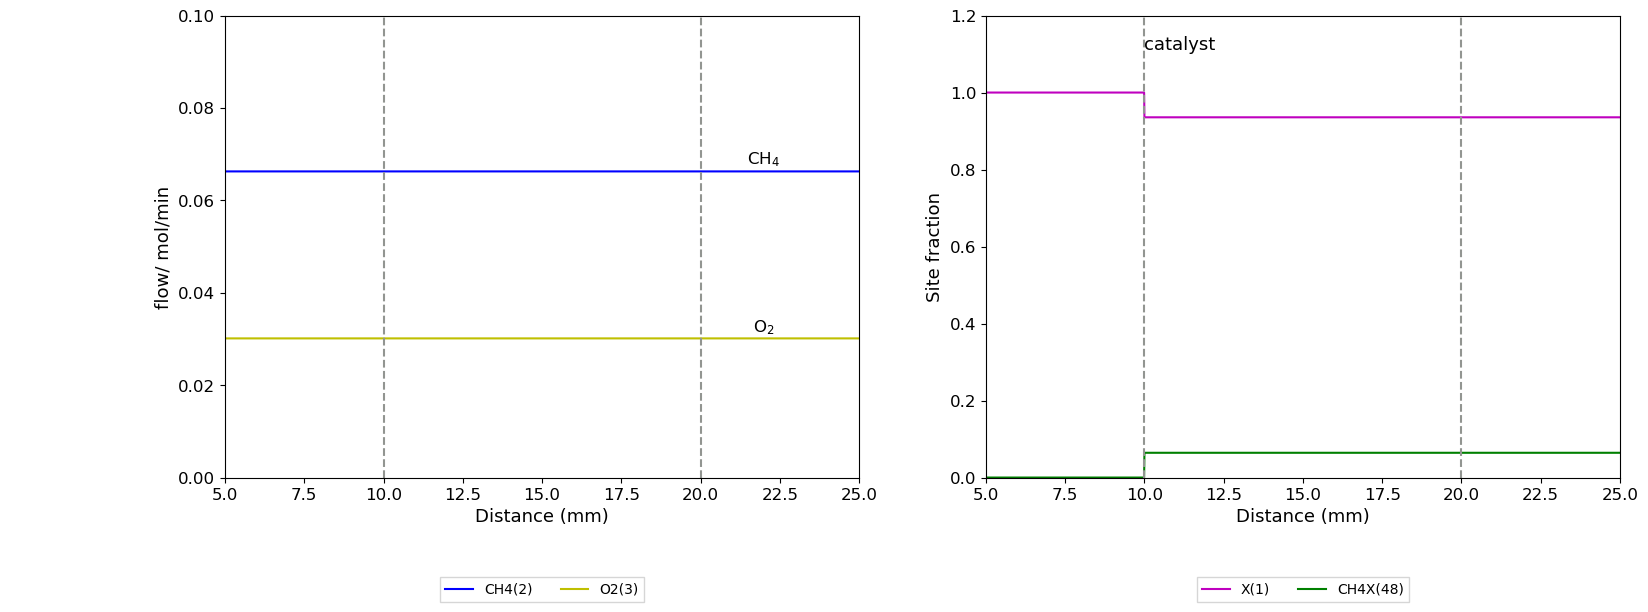 0.10
0.08
0.06
0.04
0.02
0.00
flow/ mol/min
CH₄
O₂
5.0 7.5 10.0 12.5 15.0 17.5 20.0 22.5 25.0
Distance (mm)
CH4(2) O2(3)
1.2
1.0
0.8
0.6
0.4
0.2
0.0
Site fraction
catalyst
5.0 7.5 10.0 12.5 15.0 17.5 20.0 22.5 25.0
Distance (mm)
X(1) CH4X(48)